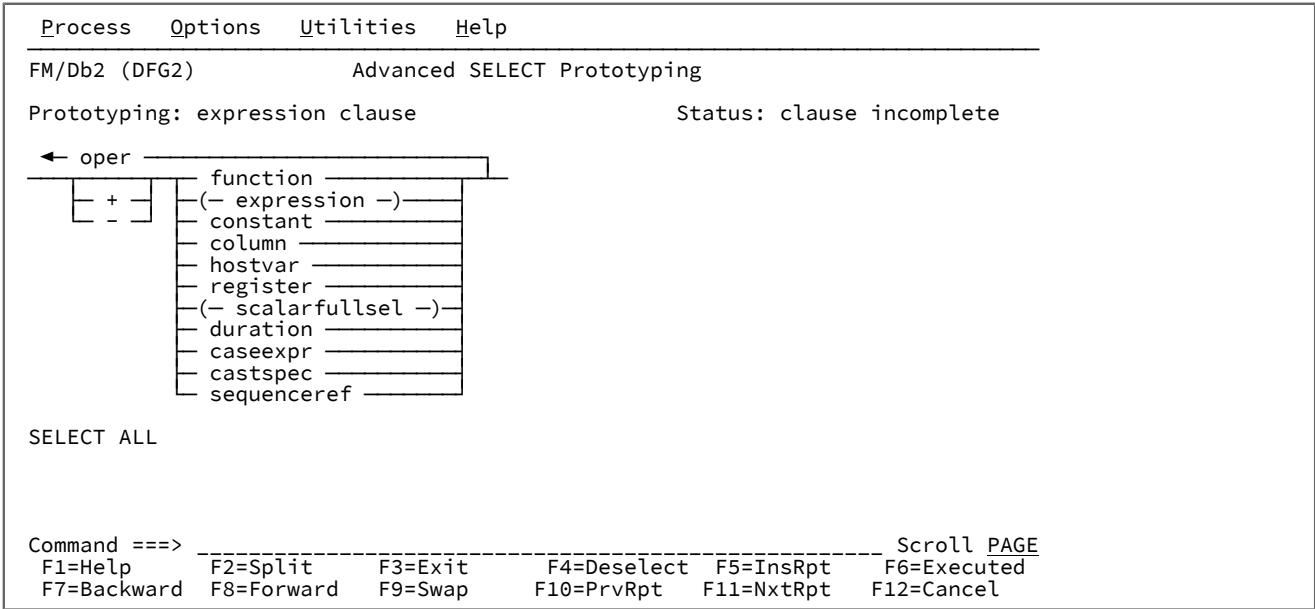 Process Options Utilities Help
FM/Db2 (DFG2) Advanced SELECT Prototyping
Prototyping: expression clause Status: clause incomplete
oper
function
+ ( expression )
- constant
column
hostvar
register
( scalarfullsel )
duration
caseexpr
castspec
sequenceref
SELECT ALL
Command ===> _____________________________________________________ Scroll PAGE
F1=Help F2=Split F3=Exit F4=Deselect F5=InsRpt F6=Executed
F7=Backward F8=Forward F9=Swap F10=PrvRpt F11=NxtRpt F12=Cancel